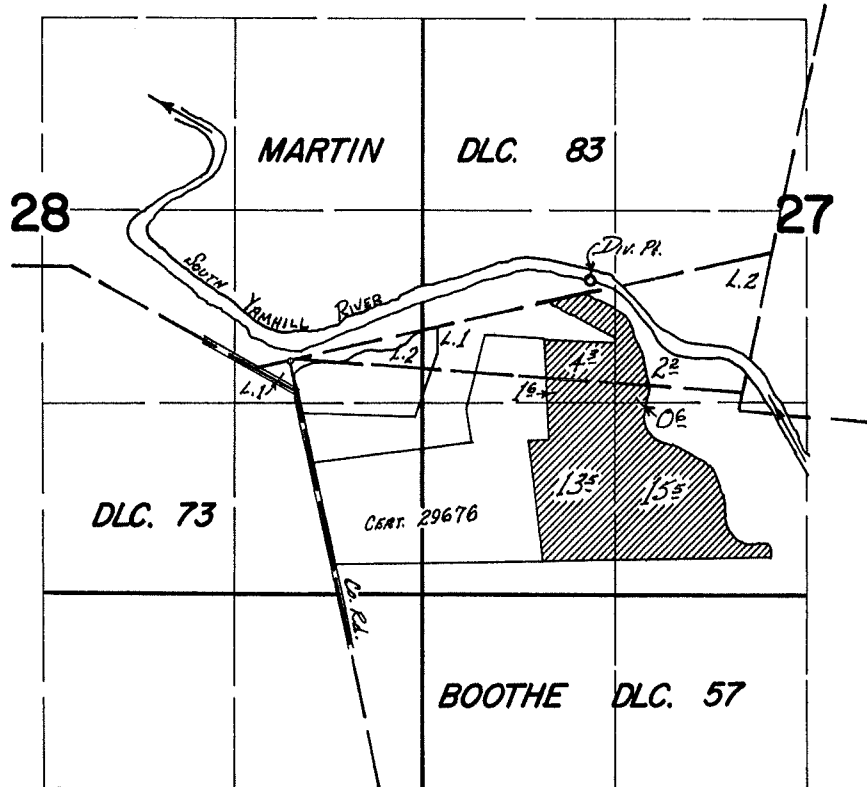 MARTIN DLC. 83
28
27
DIV. Pt.
SOUTH YAMHILL RIVER
L.2
L.1
L.2
L.1
4 3
2 2
1 6
0 6
13 5
15 5
DLC. 73
CERT. 29676
Co. Rd.
BOOTHE DLC. 57